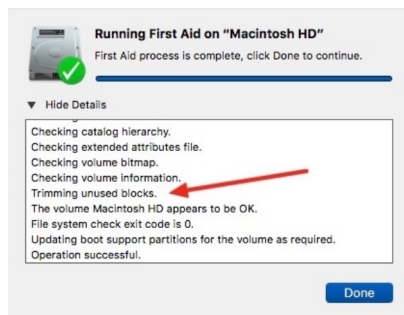 Running First Aid on “Macintosh HD”
First Aid process is complete, click Done to continue.
Hide Details
Checking catalog hierarchy.
Checking extended attributes file.
Checking volume bitmap.
Checking volume information.
Trimming unused blocks.
The volume Macintosh HD appears to be OK.
File system check exit code is 0.
Updating boot support partitions for the volume as required.
Operation successful.
Done